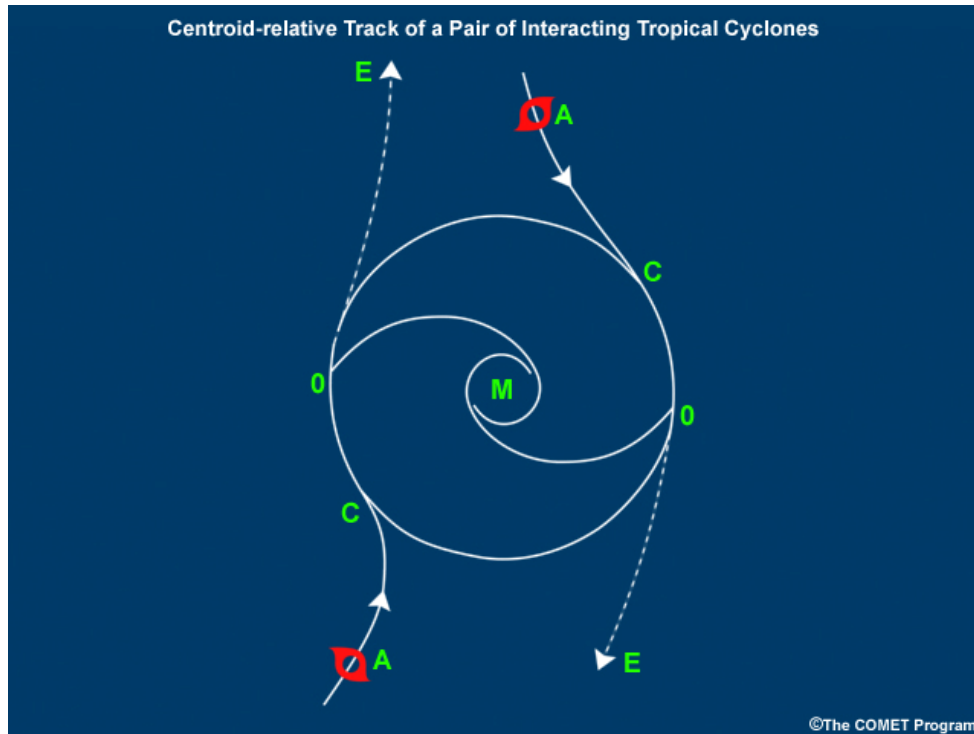 Centroid-relative Track of a Pair of Interacting Tropical Cyclones
E
A
C
0
M
0
C
A
E
©The COMET Program